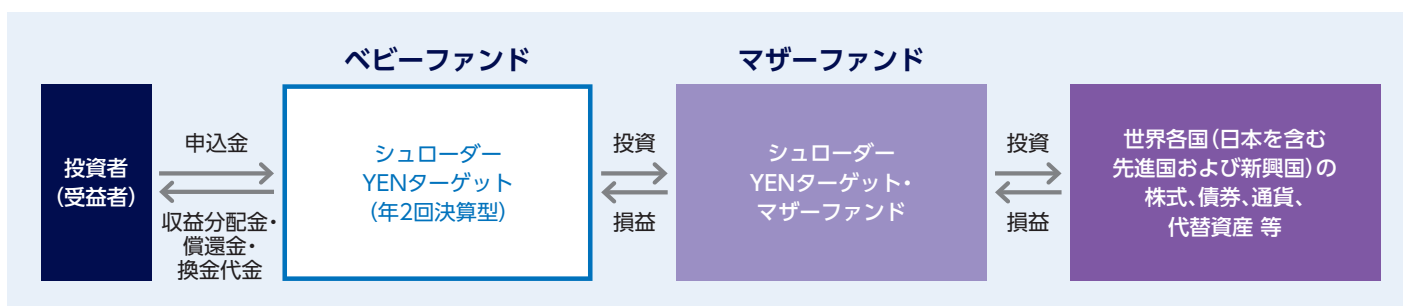 ベビーファンド
マザーファンド
投資者
(受益者)
申込金
収益分配金・
償還金・
換金代金
シュローダー
YENターゲット
(年2回決算型)
投資
損益
シュローダー
YENターゲット・
マザーファンド
投資
損益
世界各国(日本を含む
先進国および新興国)の
株式、債券、通貨、
代替資産 等